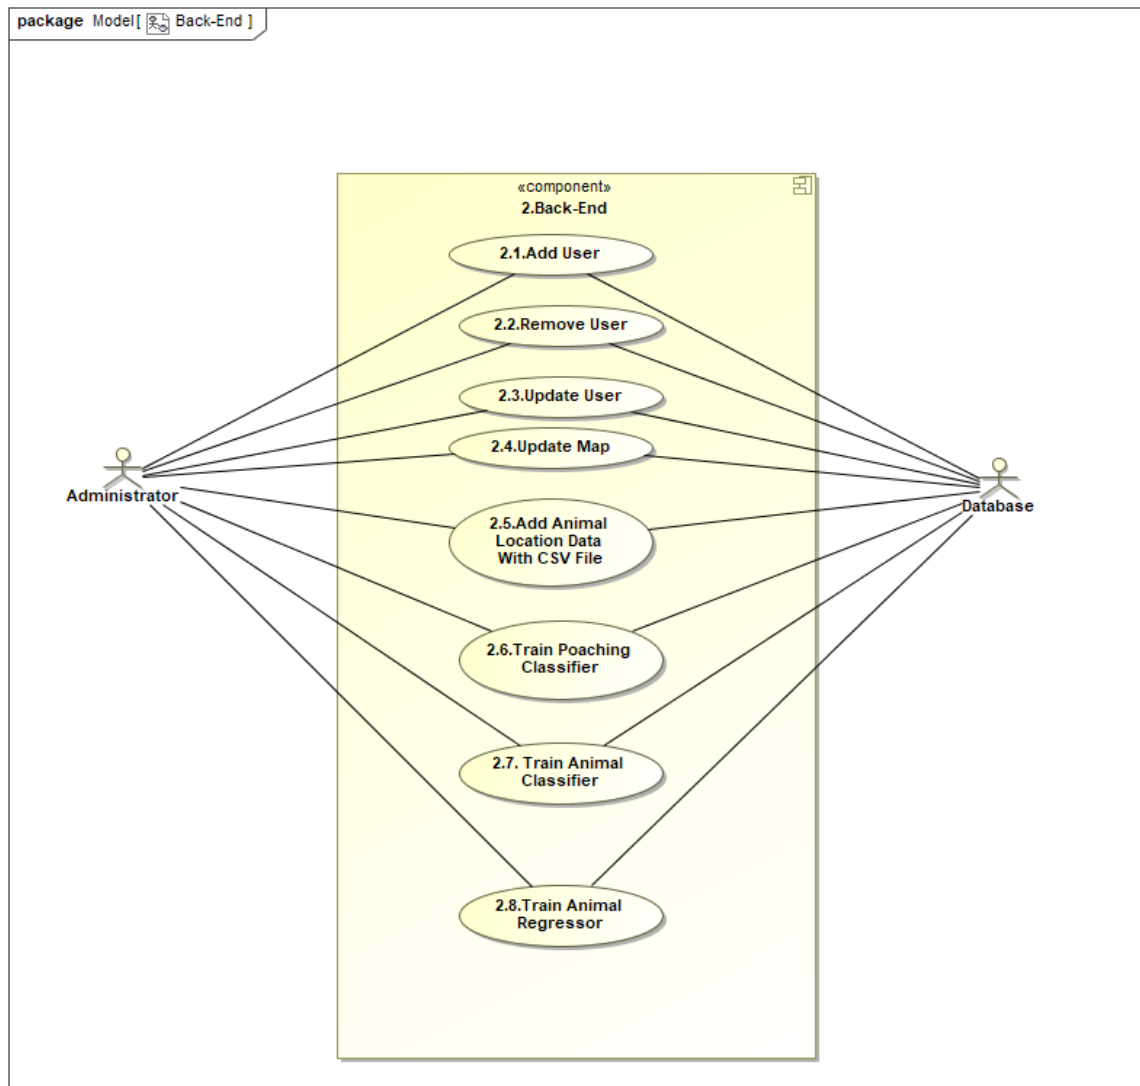 package Model[ Back-End ]
«component»
2.Back-End
2.1.Add User
2.2.Remove User
2.3.Update User
2.4.Update Map
Administrator
Database
2.5.Add Animal
Location Data
With CSV File
2.6.Train Poaching
Classifier
2.7. Train Animal
Classifier
2.8.Train Animal
Regressor